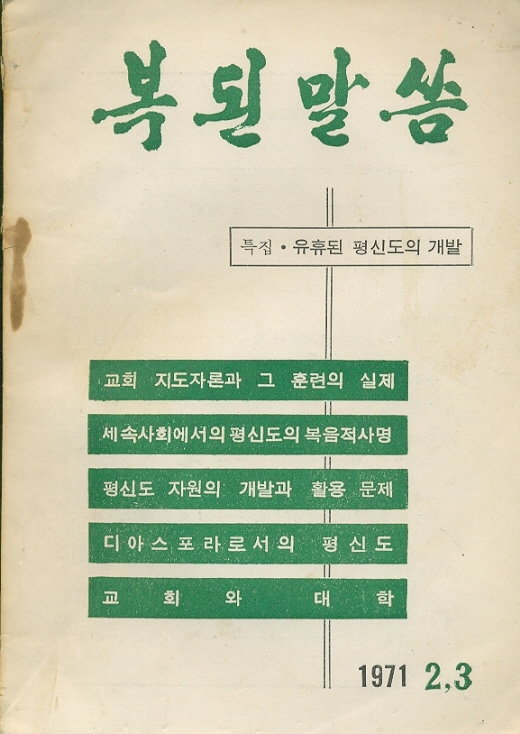 복된말씀
특집 • 유휴된 평신도의 개발
교회 지도자론과 그 훈련의 실제
세속사회에서의 평신도의 복음적사명
평신도 자원의 개발과 활용 문제
디아스포라로서의 평신도
교회와 대학
1971 2,3